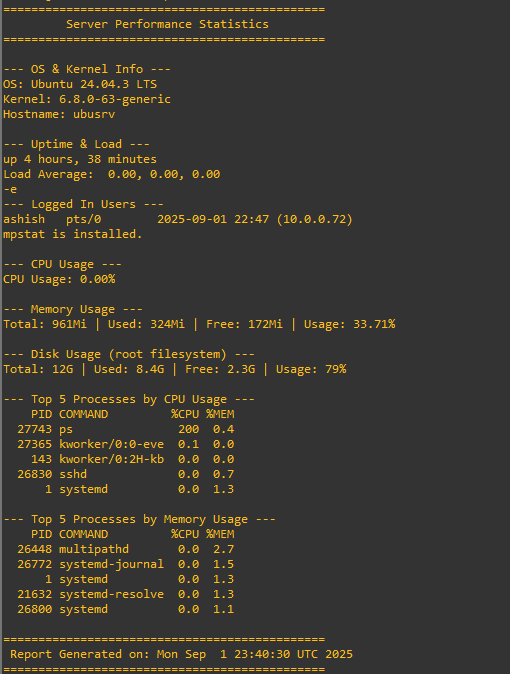 ==============================================
         Server Performance Statistics
==============================================
--- OS & Kernel Info ---
OS: Ubuntu 24.04.3 LTS
Kernel: 6.8.0-63-generic
Hostname: ubusrv
--- Uptime & Load ---
up 4 hours, 38 minutes
Load Average:  0.00, 0.00, 0.00
-e
--- Logged In Users ---
ashish   pts/0        2025-09-01 22:47 (10.0.0.72)
mpstat is installed.
--- CPU Usage ---
CPU Usage: 0.00%
--- Memory Usage ---
Total: 961Mi | Used: 324Mi | Free: 172Mi | Usage: 33.71%
--- Disk Usage (root filesystem) ---
Total: 12G | Used: 8.4G | Free: 2.3G | Usage: 79%
--- Top 5 Processes by CPU Usage ---
    PID COMMAND         %CPU %MEM
  27743 ps               200  0.4
  27365 kworker/0:0-eve  0.1  0.0
    143 kworker/0:2H-kb  0.0  0.0
  26830 sshd             0.0  0.7
      1 systemd          0.0  1.3
--- Top 5 Processes by Memory Usage ---
    PID COMMAND         %CPU %MEM
  26448 multipathd       0.0  2.7
  26772 systemd-journal  0.0  1.5
      1 systemd          0.0  1.3
  21632 systemd-resolve  0.0  1.3
  26800 systemd          0.0  1.1
==============================================
 Report Generated on: Mon Sep  1 23:40:30 UTC 2025
==============================================